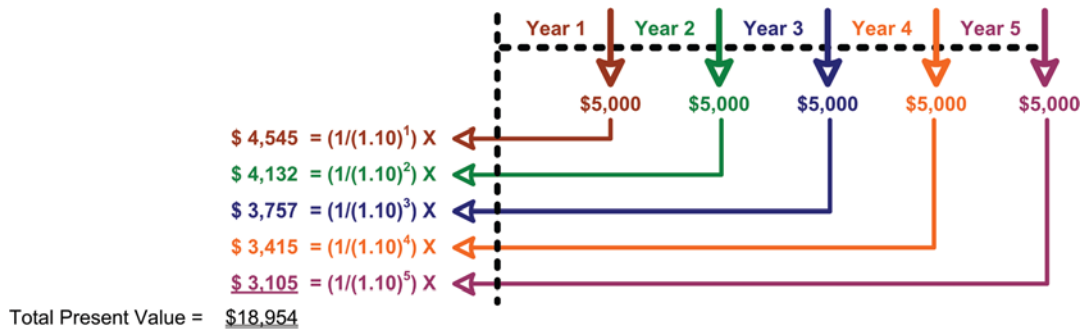 Year 1 Year 2 Year 3 Year 4 Year 5
$5,000 $5,000 $5,000 $5,000 $5,000
$ 4,545 = (1/(1.10)¹) X
$ 4,132 = (1/(1.10)²) X
$ 3,757 = (1/(1.10)³) X
$ 3,415 = (1/(1.10)⁴) X
$ 3,105 = (1/(1.10)⁵) X
Total Present Value = $18,954